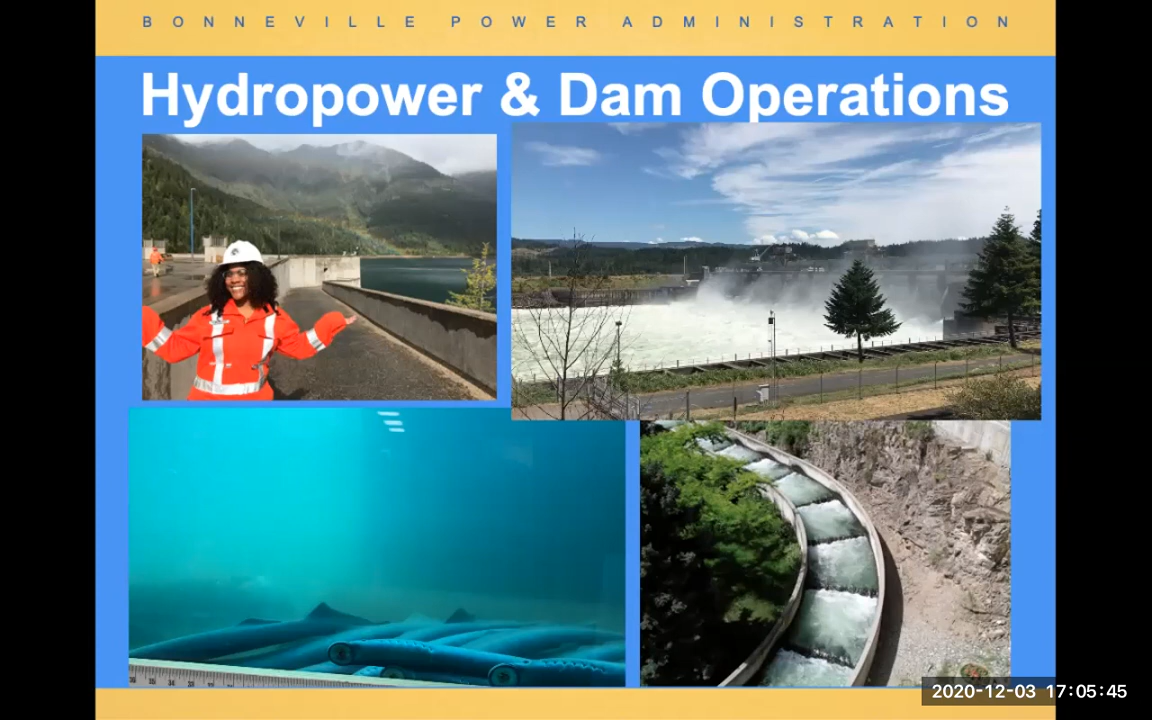 BONNEVILLE POWER ADMINISTRATION
Hydropower & Dam Operations
2020-12-03 17:05:45